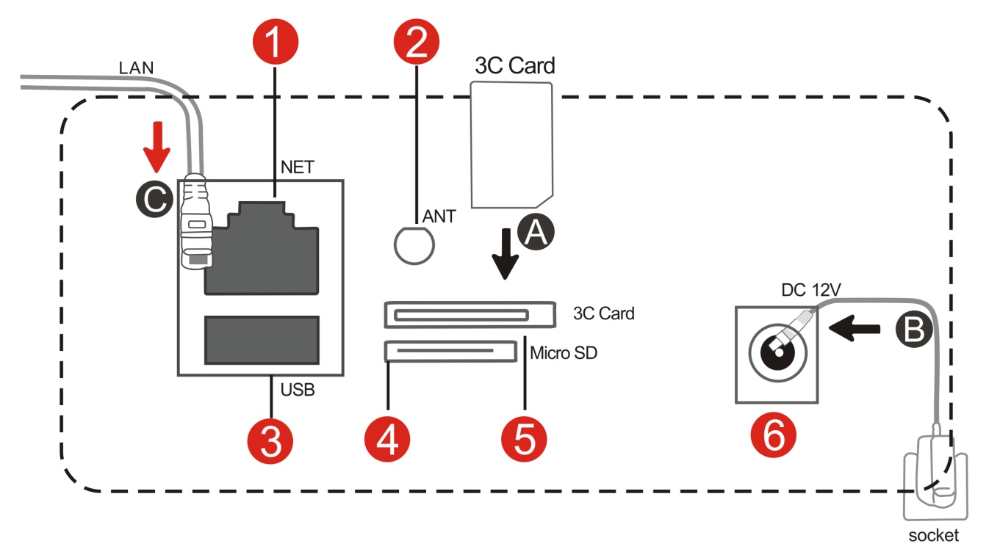 1
2
3C Card
LAN
NET
C
ANT
A
DC 12V
3C Card
B
Micro SD
USB
3
4
5
6
socket